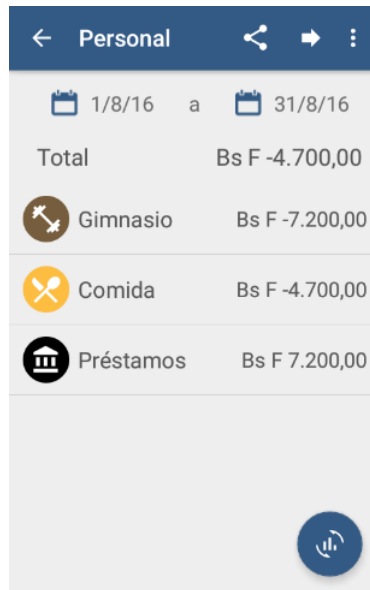 Personal
1/8/16 a 31/8/16
Total Bs F -4.700,00
Gimnasio Bs F -7.200,00
Comida Bs F -4.700,00
Préstamos Bs F 7.200,00